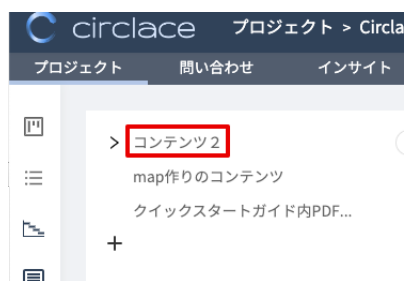 circlace プロジェクト > Circla
プロジェクト 問い合わせ インサイト
> コンテンツ２
map作りのコンテンツ
クイックスタートガイド内PDF...
+